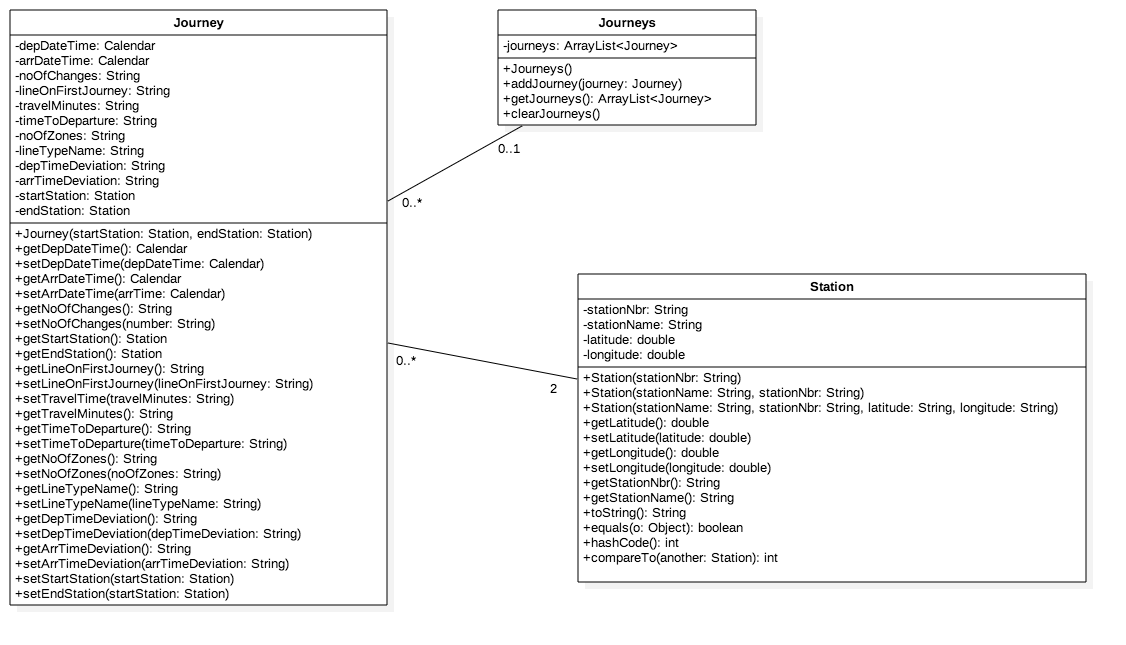 Journey
-depDateTime: Calendar
-arrDateTime: Calendar
-noOfChanges: String
-lineOnFirstJourney: String
-travelMinutes: String
-timeToDeparture: String
-noOfZones: String
-lineTypeName: String
-depTimeDeviation: String
-arrTimeDeviation: String
-startStation: Station
-endStation: Station
+Journey(startStation: Station, endStation: Station)
+getDepDateTime(): Calendar
+setDepDateTime(depDateTime: Calendar)
+getArrDateTime(): Calendar
+setArrDateTime(arrTime: Calendar)
+getNoOfChanges(): String
+setNoOfChanges(number: String)
+getStartStation(): Station
+getEndStation(): Station
+getLineOnFirstJourney(): String
+setLineOnFirstJourney(lineOnFirstJourney: String)
+setTravelTime(travelMinutes: String)
+getTravelMinutes(): String
+getTimeToDeparture(): String
+setTimeToDeparture(timeToDeparture: String)
+getNoOfZones(): String
+setNoOfZones(noOfZones: String)
+getLineTypeName(): String
+setLineTypeName(lineTypeName: String)
+getDepTimeDeviation(): String
+setDepTimeDeviation(depTimeDeviation: String)
+getArrTimeDeviation(): String
+setArrTimeDeviation(arrTimeDeviation: String)
+setStartStation(startStation: Station)
+setEndStation(startStation: Station)
Journeys
-journeys: ArrayList<Journey>
+Journeys()
+addJourney(journey: Journey)
+getJourneys(): ArrayList<Journey>
+clearJourneys()
0..1
0..*
0..*
2
Station
-stationNbr: String
-stationName: String
-latitude: double
-longitude: double
+Station(stationNbr: String)
+Station(stationName: String, stationNbr: String)
+Station(stationName: String, stationNbr: String, latitude: String, longitude: String)
+getLatitude(): double
+setLatitude(latitude: double)
+getLongitude(): double
+setLongitude(longitude: double)
+getStationNbr(): String
+getStationName(): String
+toString(): String
+equals(o: Object): boolean
+hashCode(): int
+compareTo(another: Station): int